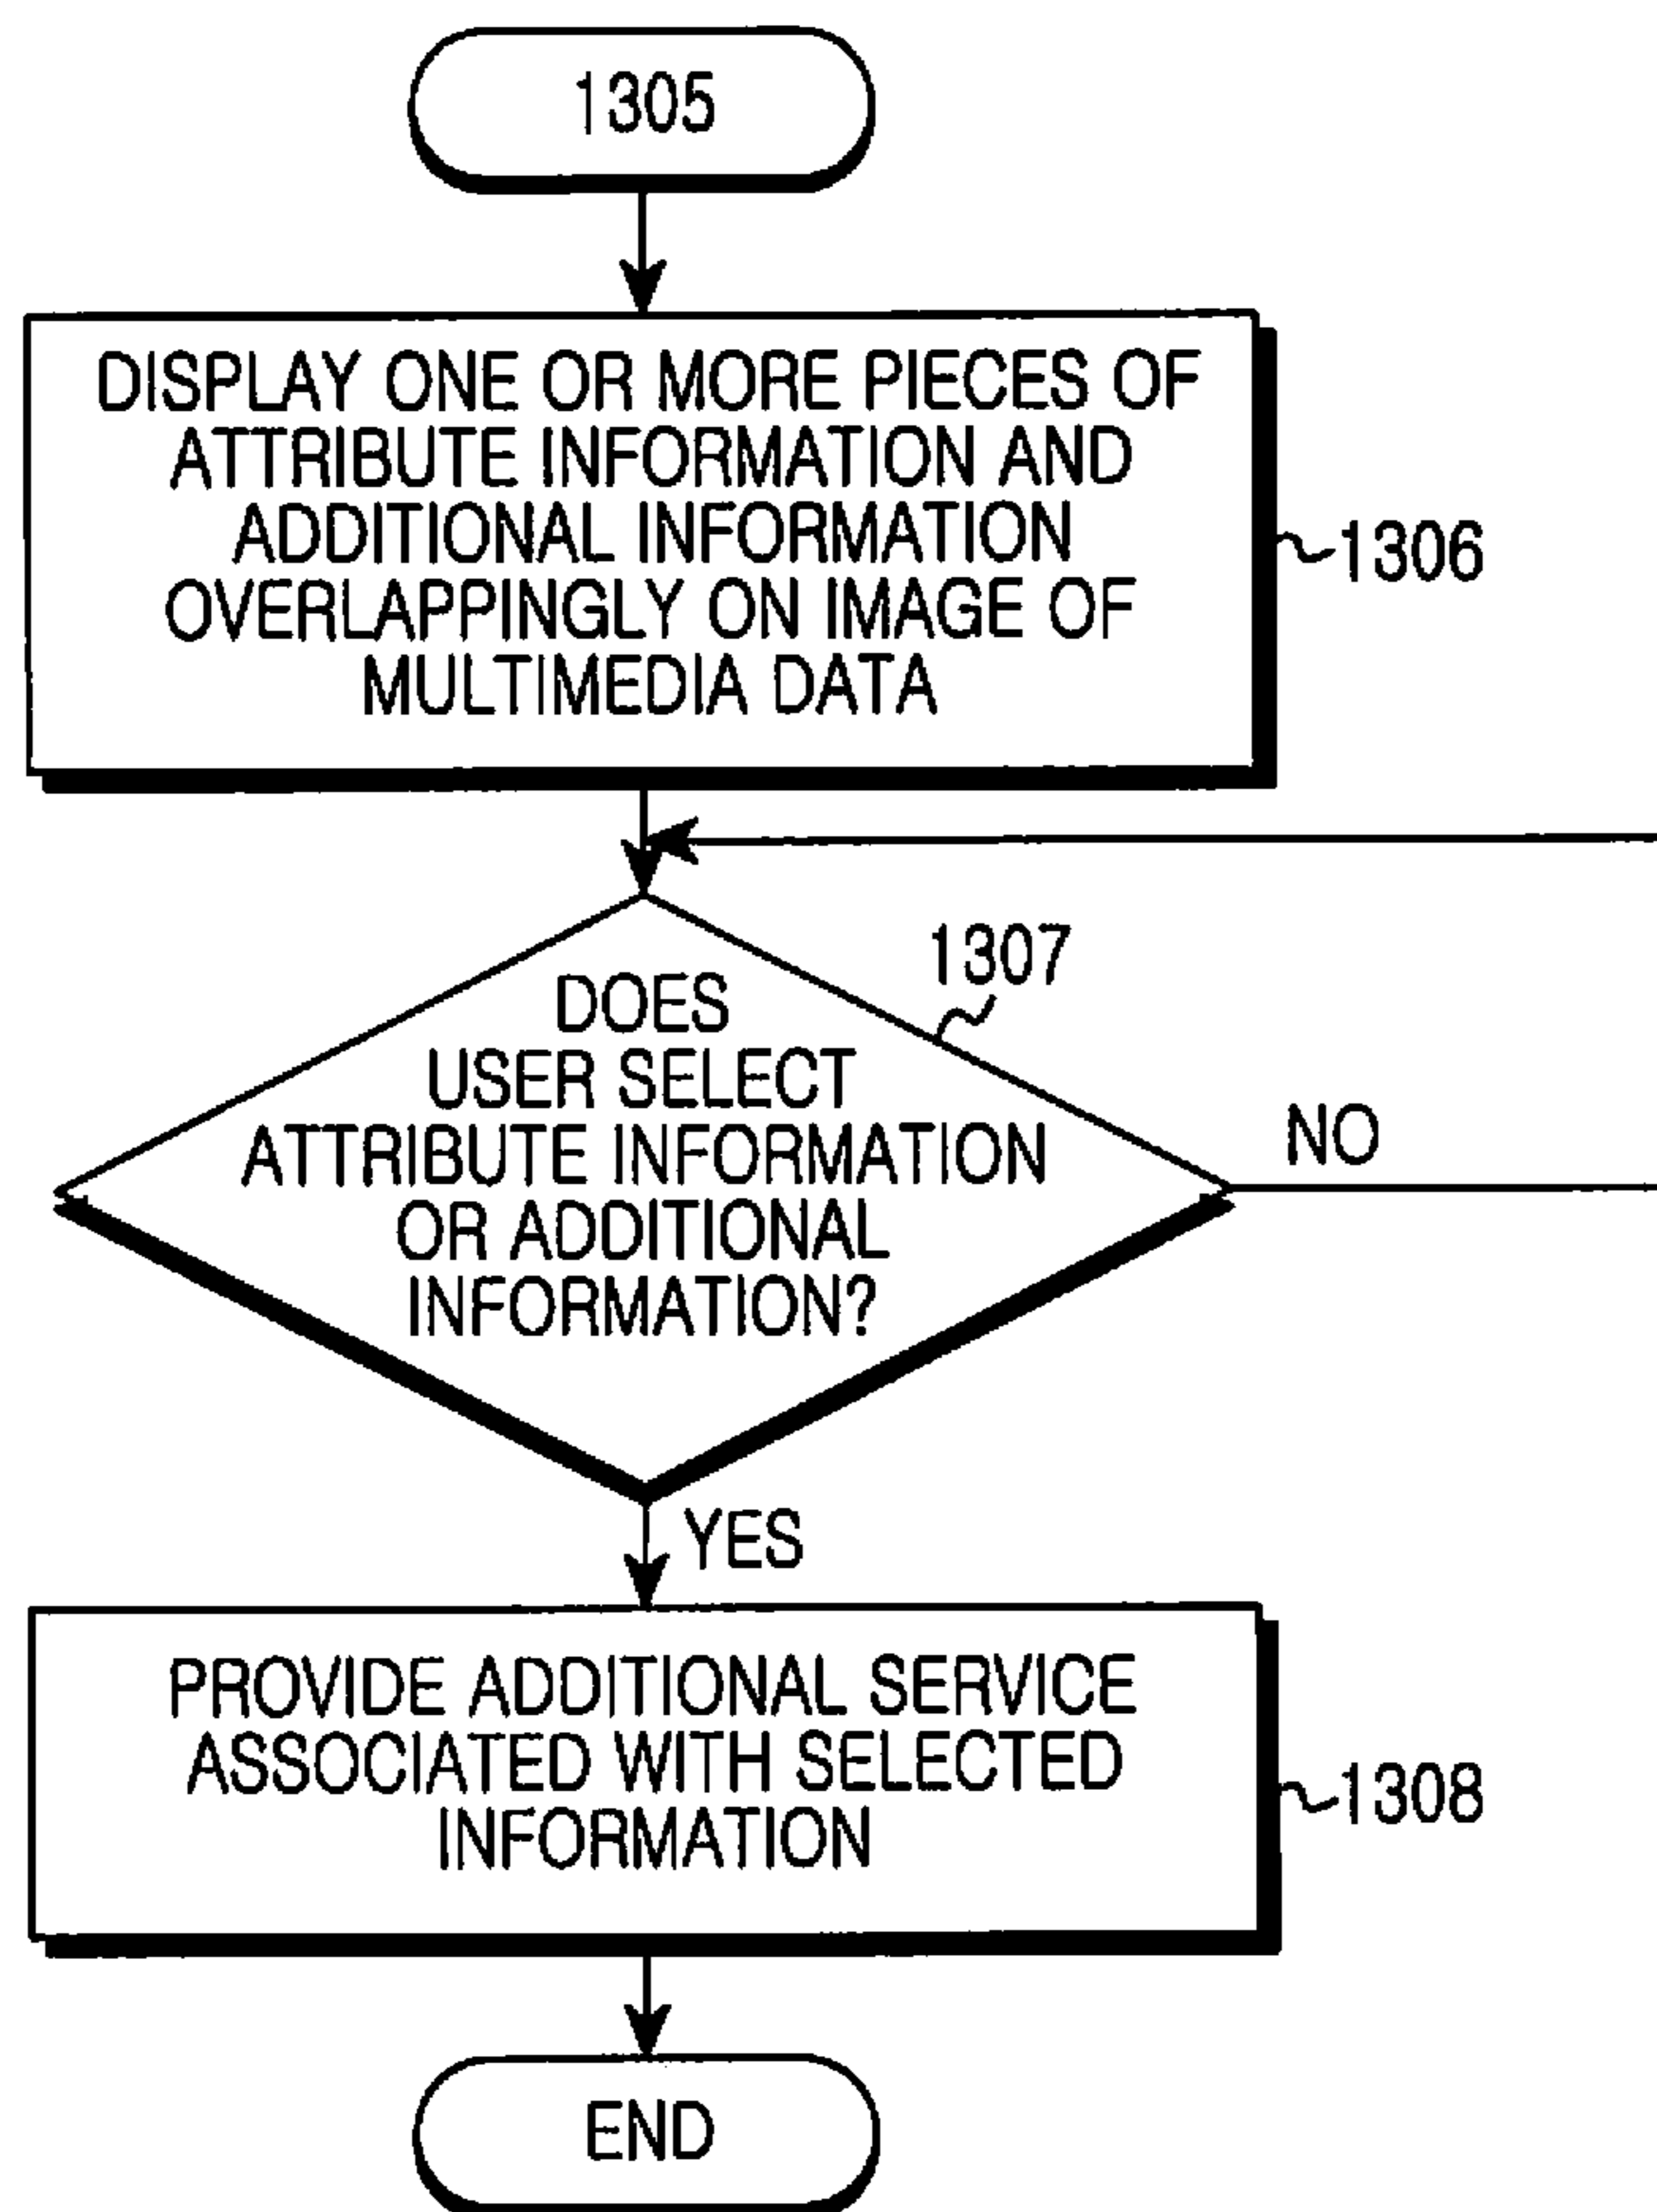 1305
DISPLAY ONE OR MORE PIECES OF
ATTRIBUTE INFORMATION AND
ADDITIONAL INFORMATION
OVERLAPPINGLY ON IMAGE OF
MULTIMEDIA DATA
1306
1307
DOES
USER SELECT
ATTRIBUTE INFORMATION
OR ADDITIONAL
INFORMATION?
NO
YES
PROVIDE ADDITIONAL SERVICE
ASSOCIATED WITH SELECTED
INFORMATION
1308
END